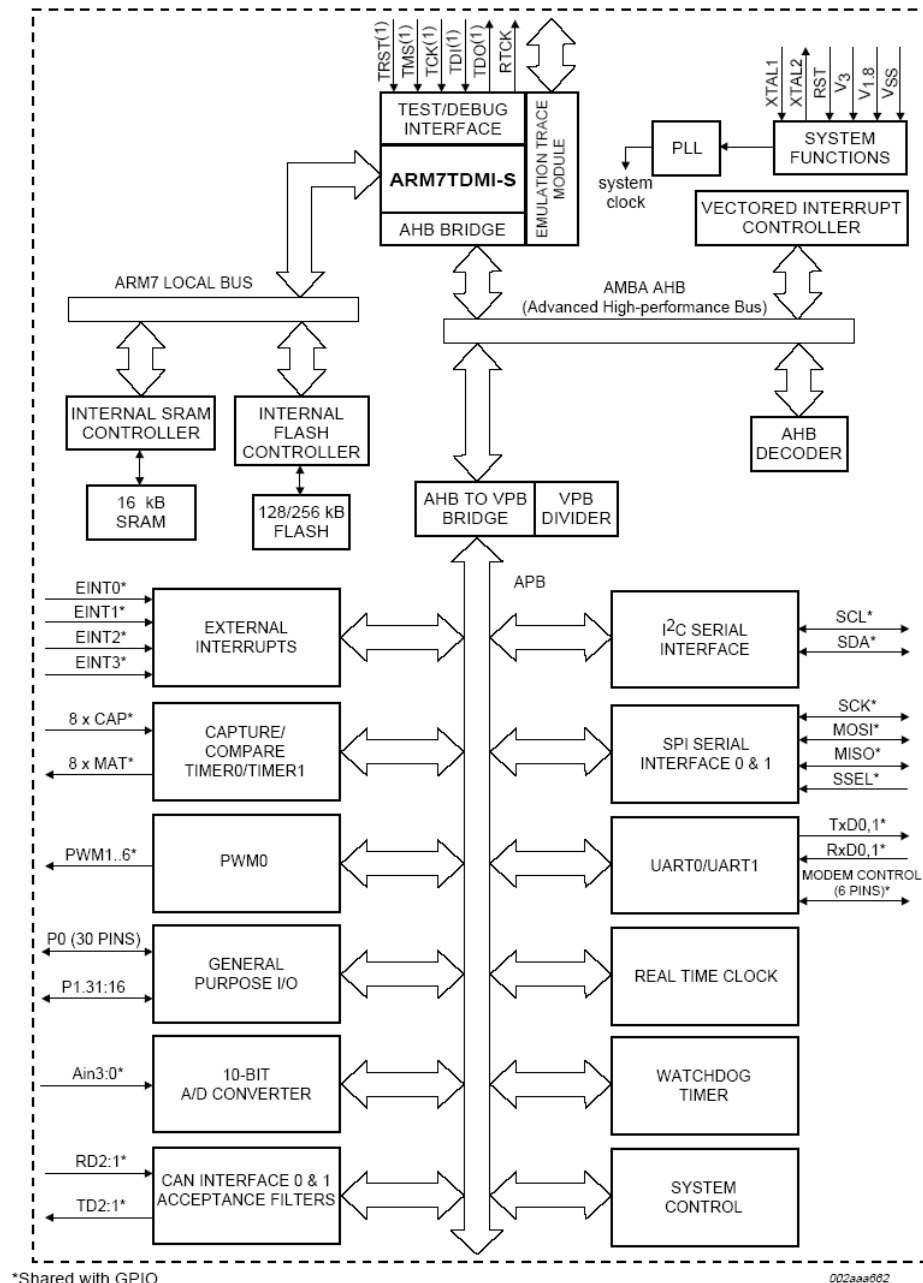 TRST(1)
TMS(1)
TCK(1)
TDI(1)
TDO(1)
RTCK
XTAL1
XTAL2
RST
V3
V1.8
VSS
TEST/DEBUG
INTERFACE
EMULATION TRACE
MODULE
ARM7TDMI-S
AHB BRIDGE
PLL
SYSTEM
FUNCTIONS
system
clock
VECTORED INTERRUPT
CONTROLLER
ARM7 LOCAL BUS
AMBA AHB
(Advanced High-performance Bus)
INTERNAL SRAM
CONTROLLER
INTERNAL
FLASH
CONTROLLER
AHB
DECODER
16 kB
SRAM
128/256 kB
FLASH
AHB TO VPB
BRIDGE
VPB
DIVIDER
APB
EINT0*
EINT1*
EINT2*
EINT3*
EXTERNAL
INTERRUPTS
I2C SERIAL
INTERFACE
SCL*
SDA*
8 x CAP*
8 x MAT*
CAPTURE/
COMPARE
TIMER0/TIMER1
SPI SERIAL
INTERFACE 0 & 1
SCK*
MOSI*
MISO*
SSEL*
PWM1..6*
PWM0
UART0/UART1
TxD0,1*
RxD0,1*
MODEM CONTROL
(6 PINS)*
P0 (30 PINS)
P1.31:16
GENERAL
PURPOSE I/O
REAL TIME CLOCK
Ain3:0*
10-BIT
A/D CONVERTER
WATCHDOG
TIMER
RD2:1*
TD2:1*
CAN INTERFACE 0 & 1
ACCEPTANCE FILTERS
SYSTEM
CONTROL
*Shared with GPIO
002aaa662